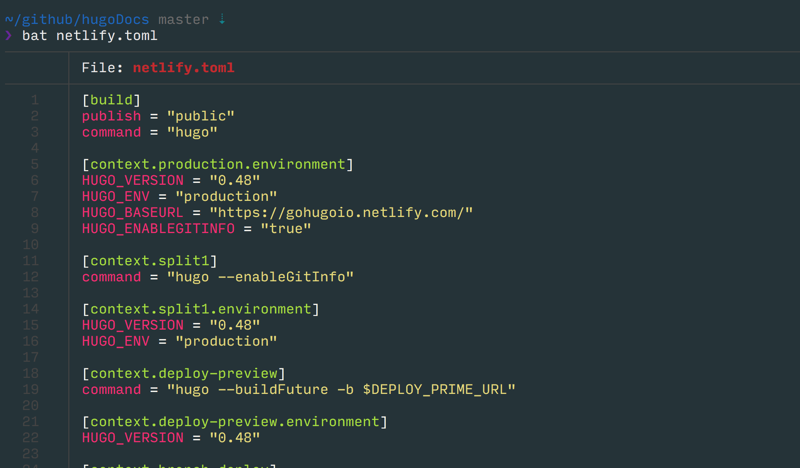 ~/github/hugoDocs master ⇣
❯ bat netlify.toml
File: netlify.toml
1 [build]
2 publish = "public"
3 command = "hugo"
4
5 [context.production.environment]
6 HUGO_VERSION = "0.48"
7 HUGO_ENV = "production"
8 HUGO_BASEURL = "https://gohugoio.netlify.com/"
9 HUGO_ENABLEGITINFO = "true"
10
11 [context.split1]
12 command = "hugo --enableGitInfo"
13
14 [context.split1.environment]
15 HUGO_VERSION = "0.48"
16 HUGO_ENV = "production"
17
18 [context.deploy-preview]
19 command = "hugo --buildFuture -b $DEPLOY_PRIME_URL"
20
21 [context.deploy-preview.environment]
22 HUGO_VERSION = "0.48"
23
24 [context.branch-deploy]